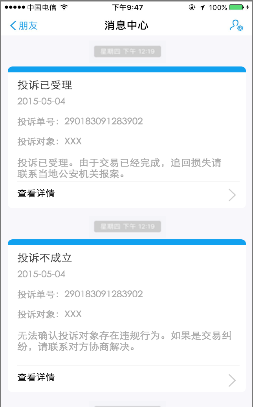 中国电信 下午9:47 100%
朋友 消息中心
星期四 下午 12:19
投诉已受理
2015-05-04
投诉单号：290183091283902
投诉对象：XXX
投诉已受理。由于交易已经完成，追回损失请
联系当地公安机关报案。
查看详情
星期四 下午 12:19
投诉不成立
2015-05-04
投诉单号：290183091283902
投诉对象：XXX
无法确认投诉对象存在违规行为。如果是交易纠
纷，请联系对方协商解决。
查看详情